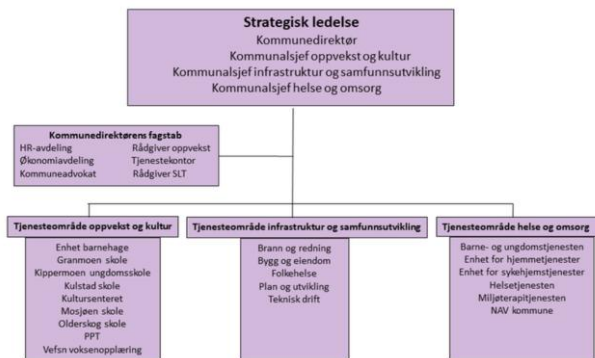 Strategisk ledelse
Kommunedirektør
Kommunalsjef oppvekst og kultur
Kommunalsjef infrastruktur og samfunnsutvikling
Kommunalsjef helse og omsorg
Kommunedirektørens fagstab
HR-avdeling Rådgiver oppvekst
Økonomiavdeling Tjenestekontor
Kommuneadvokat Rådgiver SLT
Tjenesteområde oppvekst og kultur
Enhet barnehage
Granmoen skole
Kippermoen ungdomsskole
Kulstad skole
Kultursenteret
Mosjøen skole
Olderskog skole
PPT
Vefsn voksenopplæring
Tjenesteområde infrastruktur og samfunnsutvikling
Brann og redning
Bygg og eiendom
Folkehelse
Plan og utvikling
Teknisk drift
Tjenesteområde helse og omsorg
Barne- og ungdomstjenesten
Enhet for hjemmetjenester
Enhet for sykehjemstjenester
Helsetjenesten
Miljøterapitjenesten
NAV kommune